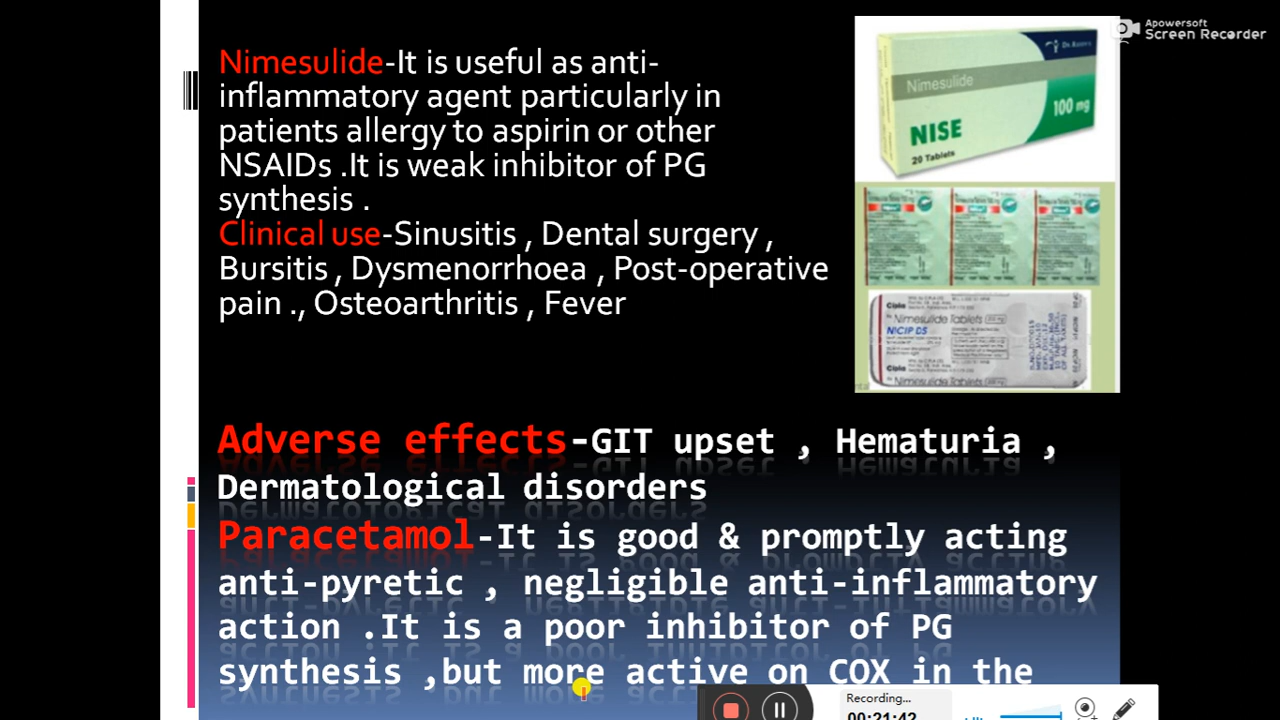 Apowersoft
Screen Recorder
Nimesulide-It is useful as anti-
inflammatory agent particularly in
patients allergy to aspirin or other
NSAIDs .It is weak inhibitor of PG
synthesis .
Clinical use-Sinusitis , Dental surgery ,
Bursitis , Dysmenorrhoea , Post-operative
pain ., Osteoarthritis , Fever
Nimesulide
100 mg
NISE
20 Tablets
Cipla
Nimesulide Tablets
NICIP DS
Cipla
Nimesulide Tablets
Adverse effects-GIT upset , Hematuria ,
Dermatological disorders
Paracetamol-It is good & promptly acting
anti-pyretic , negligible anti-inflammatory
action .It is a poor inhibitor of PG
synthesis ,but more active on COX in the
Recording...
00:21:42